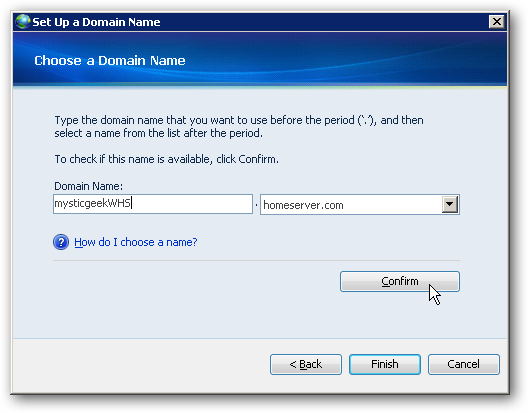 Set Up a Domain Name
Choose a Domain Name
Type the domain name that you want to use before the period ('.'), and then
select a name from the list after the period.
To check if this name is available, click Confirm.
Domain Name:
mysticgeekWHS . homeserver.com
? How do I choose a name?
Confirm
< Back Finish Cancel